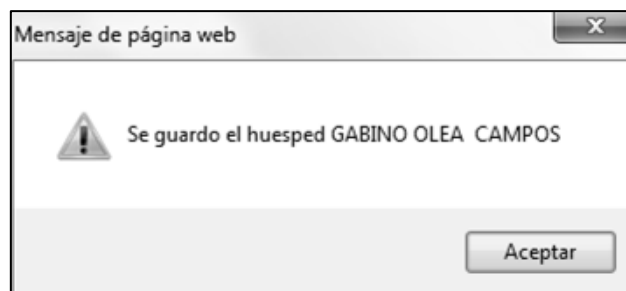 Mensaje de página web
Se guardo el huesped GABINO OLEA  CAMPOS
Aceptar